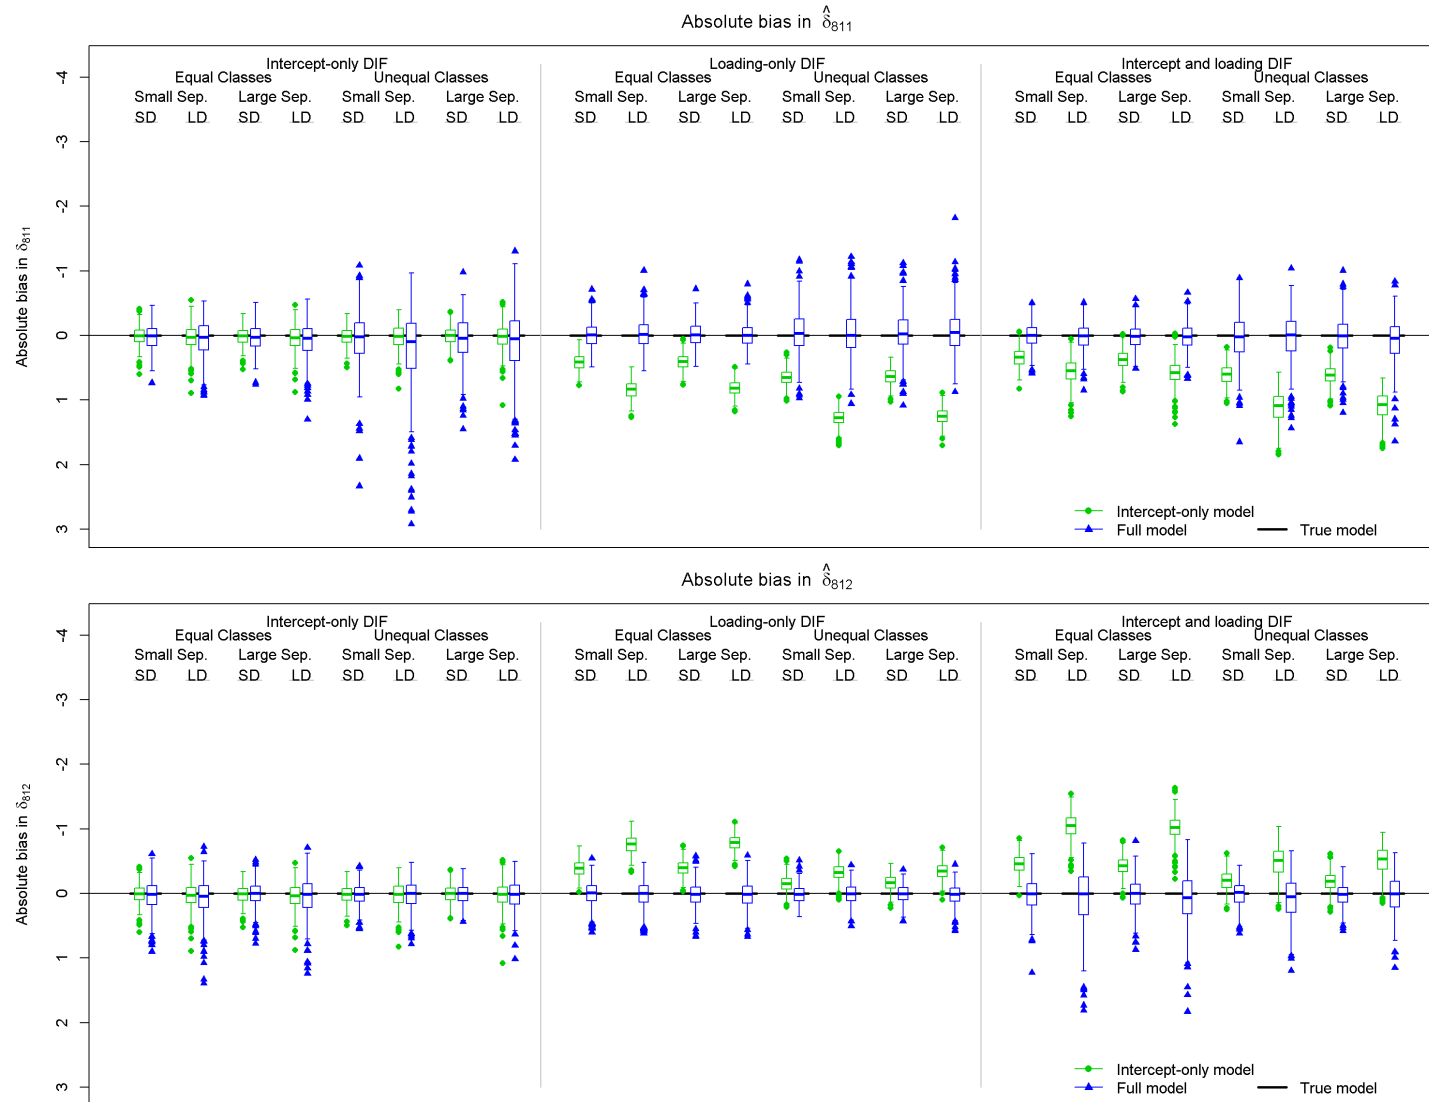 Absolute bias in δ̂811
Intercept-only DIF Loading-only DIF Intercept and loading DIF
Equal Classes Unequal Classes Equal Classes Unequal Classes Equal Classes Unequal Classes
Small Sep. Large Sep. Small Sep. Large Sep. Small Sep. Large Sep. Small Sep. Large Sep. Small Sep. Large Sep. Small Sep. Large Sep.
SD LD SD LD SD LD SD LD SD LD SD LD SD LD SD LD SD LD SD LD SD LD SD LD
Absolute bias in δ811
-4
-3
-2
-1
0
1
2
3
Intercept-only model
Full model True model
Absolute bias in δ̂812
Intercept-only DIF Loading-only DIF Intercept and loading DIF
Equal Classes Unequal Classes Equal Classes Unequal Classes Equal Classes Unequal Classes
Small Sep. Large Sep. Small Sep. Large Sep. Small Sep. Large Sep. Small Sep. Large Sep. Small Sep. Large Sep. Small Sep. Large Sep.
SD LD SD LD SD LD SD LD SD LD SD LD SD LD SD LD SD LD SD LD SD LD SD LD
Absolute bias in δ812
-4
-3
-2
-1
0
1
2
3
Intercept-only model
Full model True model